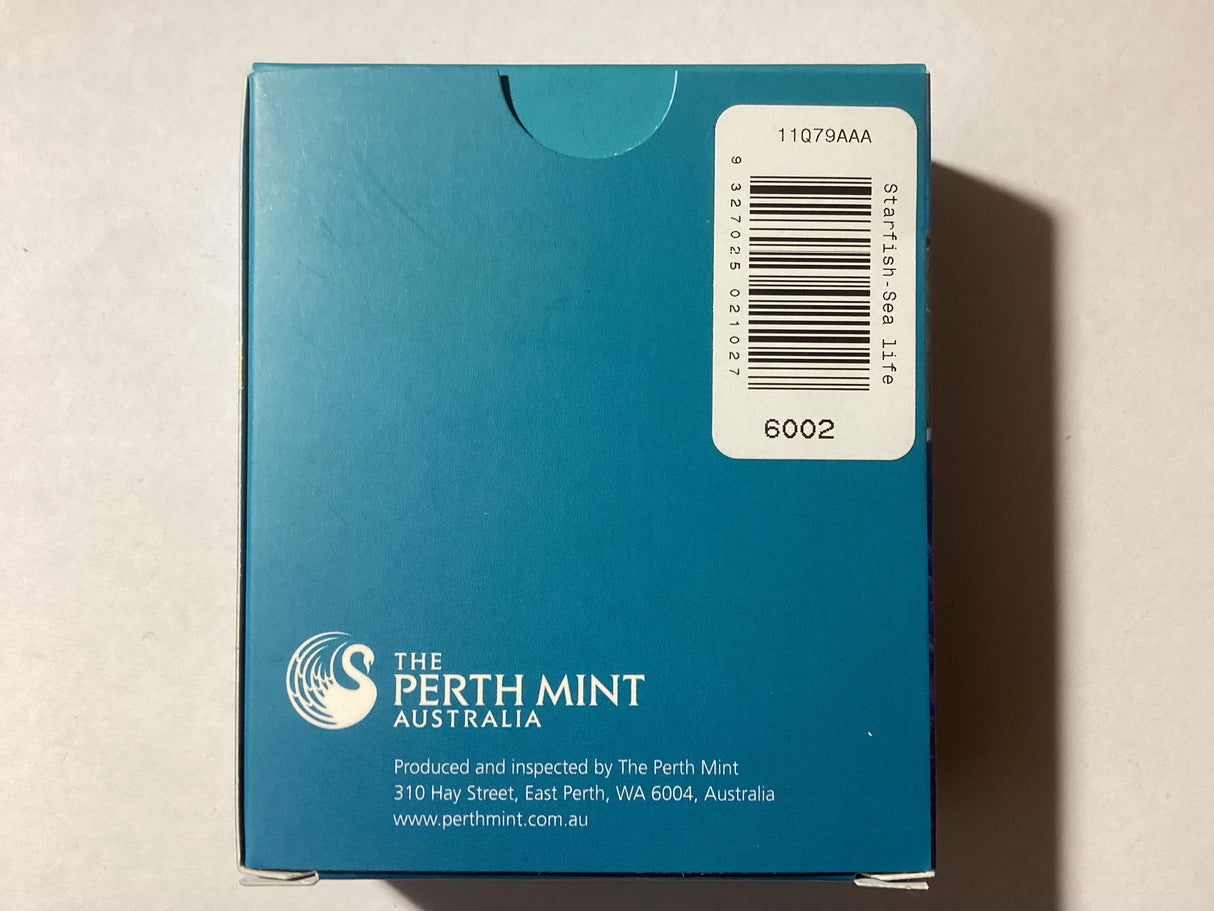 11Q79AAA
9 327025 021027
Starfish-Sea life
6002
THE
PERTH MINT
AUSTRALIA
Produced and inspected by The Perth Mint
310 Hay Street, East Perth, WA 6004, Australia
www.perthmint.com.au